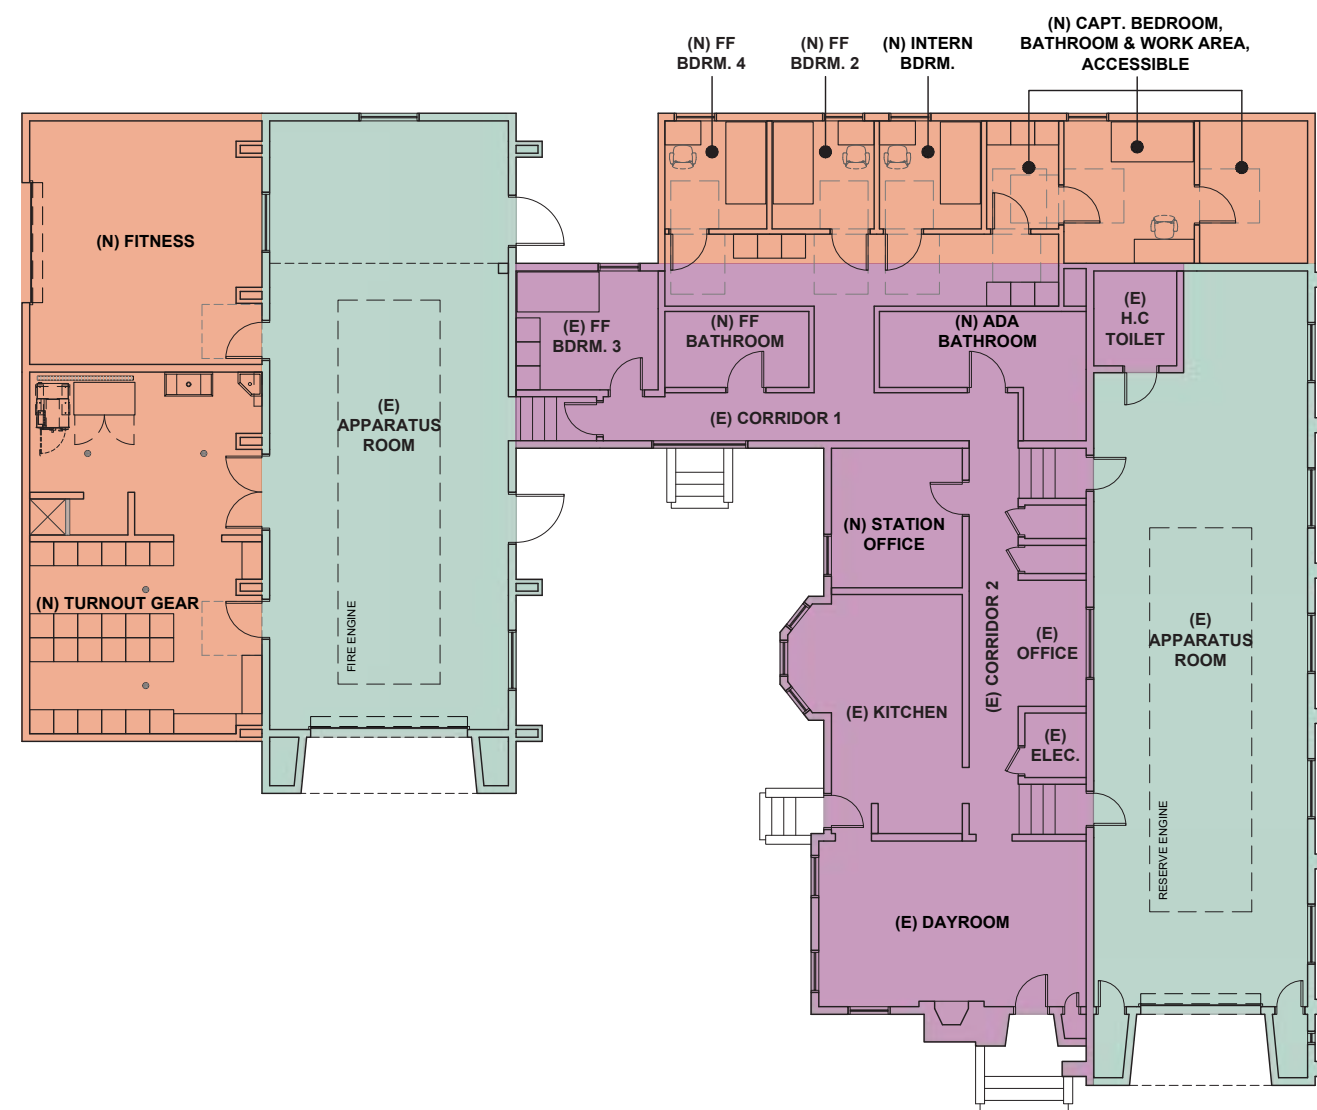 (N) CAPT. BEDROOM,
BATHROOM & WORK AREA,
ACCESSIBLE
(N) FF
BDRM. 4
(N) FF
BDRM. 2
(N) INTERN
BDRM.
(N) FITNESS
(E) FF
BDRM. 3
(N) FF
BATHROOM
(N) ADA
BATHROOM
(E)
H.C
TOILET
(E)
APPARATUS
ROOM
(E) CORRIDOR 1
(N) STATION
OFFICE
(N) TURNOUT GEAR
FIRE ENGINE
(E) CORRIDOR 2
(E)
OFFICE
(E)
APPARATUS
ROOM
(E) KITCHEN
(E)
ELEC.
RESERVE ENGINE
(E) DAYROOM